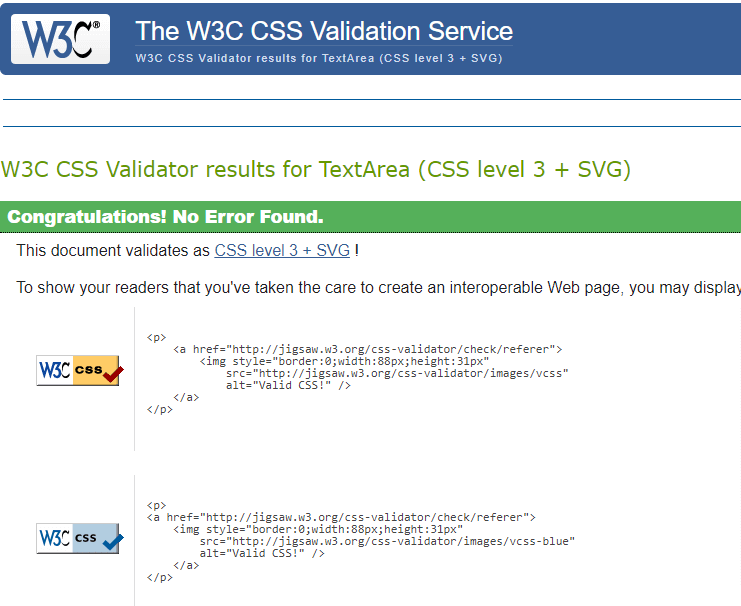 W3C® The W3C CSS Validation Service
W3C CSS Validator results for TextArea (CSS level 3 + SVG)
W3C CSS Validator results for TextArea (CSS level 3 + SVG)
Congratulations! No Error Found.
This document validates as CSS level 3 + SVG !
To show your readers that you've taken the care to create an interoperable Web page, you may display
W3C css
<p>
<a href="http://jigsaw.w3.org/css-validator/check/referer">
<img style="border:0;width:88px;height:31px"
src="http://jigsaw.w3.org/css-validator/images/vcss"
alt="Valid CSS!" />
</a>
</p>
W3C css
<p>
<a href="http://jigsaw.w3.org/css-validator/check/referer">
<img style="border:0;width:88px;height:31px"
src="http://jigsaw.w3.org/css-validator/images/vcss-blue"
alt="Valid CSS!" />
</a>
</p>